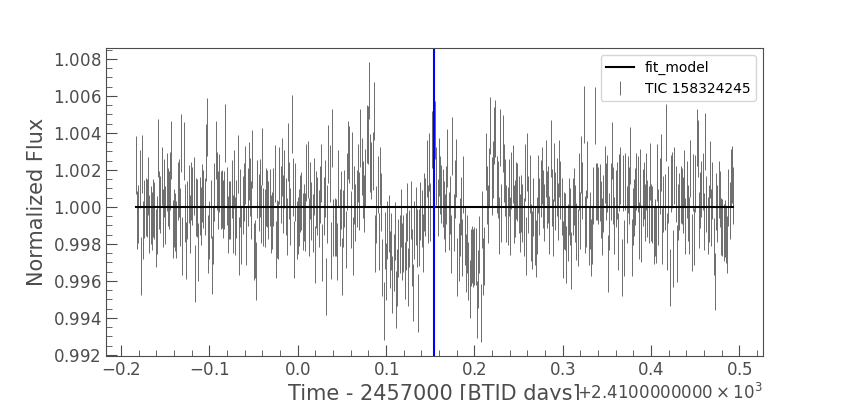 1.008
1.006
1.004
1.002
1.000
0.998
0.996
0.994
0.992
Normalized Flux
fit_model
TIC 158324245
−0.2 −0.1 0.0 0.1 0.2 0.3 0.4 0.5
Time - 2457000 [BTJD days] +2.4100000000×10³